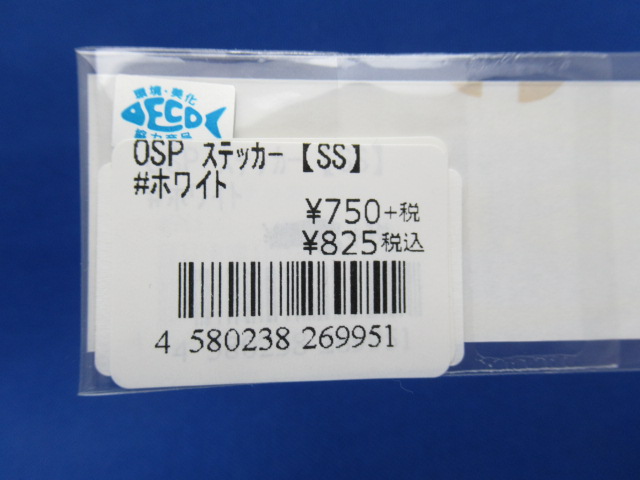 環境・美化
ECO
協力商品
OSP ステッカー【SS】
#ホワイト
¥750+税
¥825税込
4 580238 269951